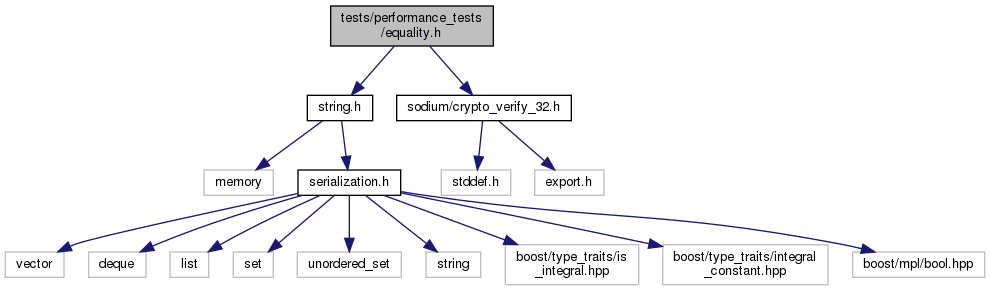 tests/performance_tests
/equality.h
string.h
sodium/crypto_verify_32.h
memory
serialization.h
stddef.h
export.h
vector
deque
list
set
unordered_set
string
boost/type_traits/is
_integral.hpp
boost/type_traits/integral
_constant.hpp
boost/mpl/bool.hpp